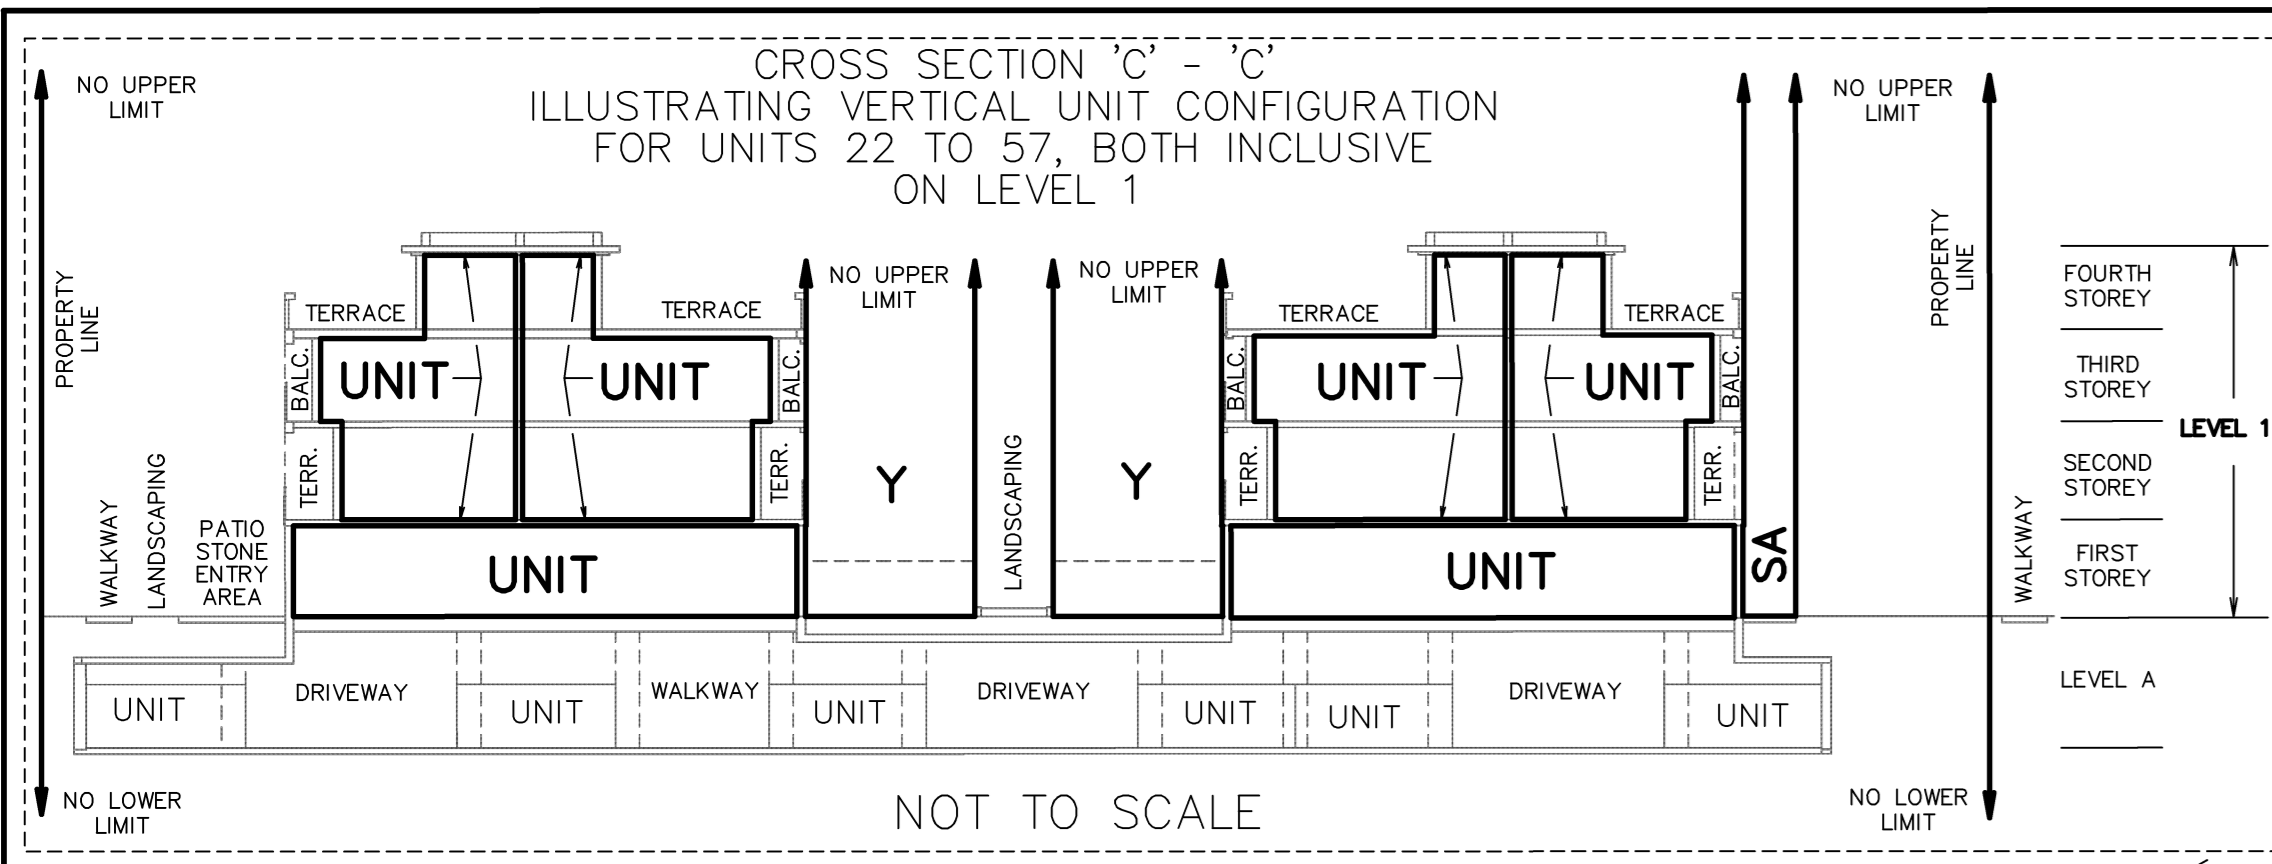 CROSS SECTION 'C' - 'C'
ILLUSTRATING VERTICAL UNIT CONFIGURATION
FOR UNITS 22 TO 57, BOTH INCLUSIVE
ON LEVEL 1
NO UPPER
LIMIT
NO UPPER
LIMIT
PROPERTY
LINE
NO UPPER
LIMIT
NO UPPER
LIMIT
PROPERTY
LINE
TERRACE
TERRACE
TERRACE
TERRACE
FOURTH
STOREY
BALC.
UNIT
UNIT
BALC.
BALC.
UNIT
UNIT
BALC.
THIRD
STOREY
LEVEL 1
TERR.
TERR.
Y
LANDSCAPING
Y
TERR.
TERR.
SECOND
STOREY
WALKWAY
LANDSCAPING
PATIO
STONE
ENTRY
AREA
UNIT
UNIT
SA
WALKWAY
FIRST
STOREY
UNIT
DRIVEWAY
UNIT
WALKWAY
UNIT
DRIVEWAY
UNIT
UNIT
DRIVEWAY
UNIT
LEVEL A
NO LOWER
LIMIT
NOT TO SCALE
NO LOWER
LIMIT